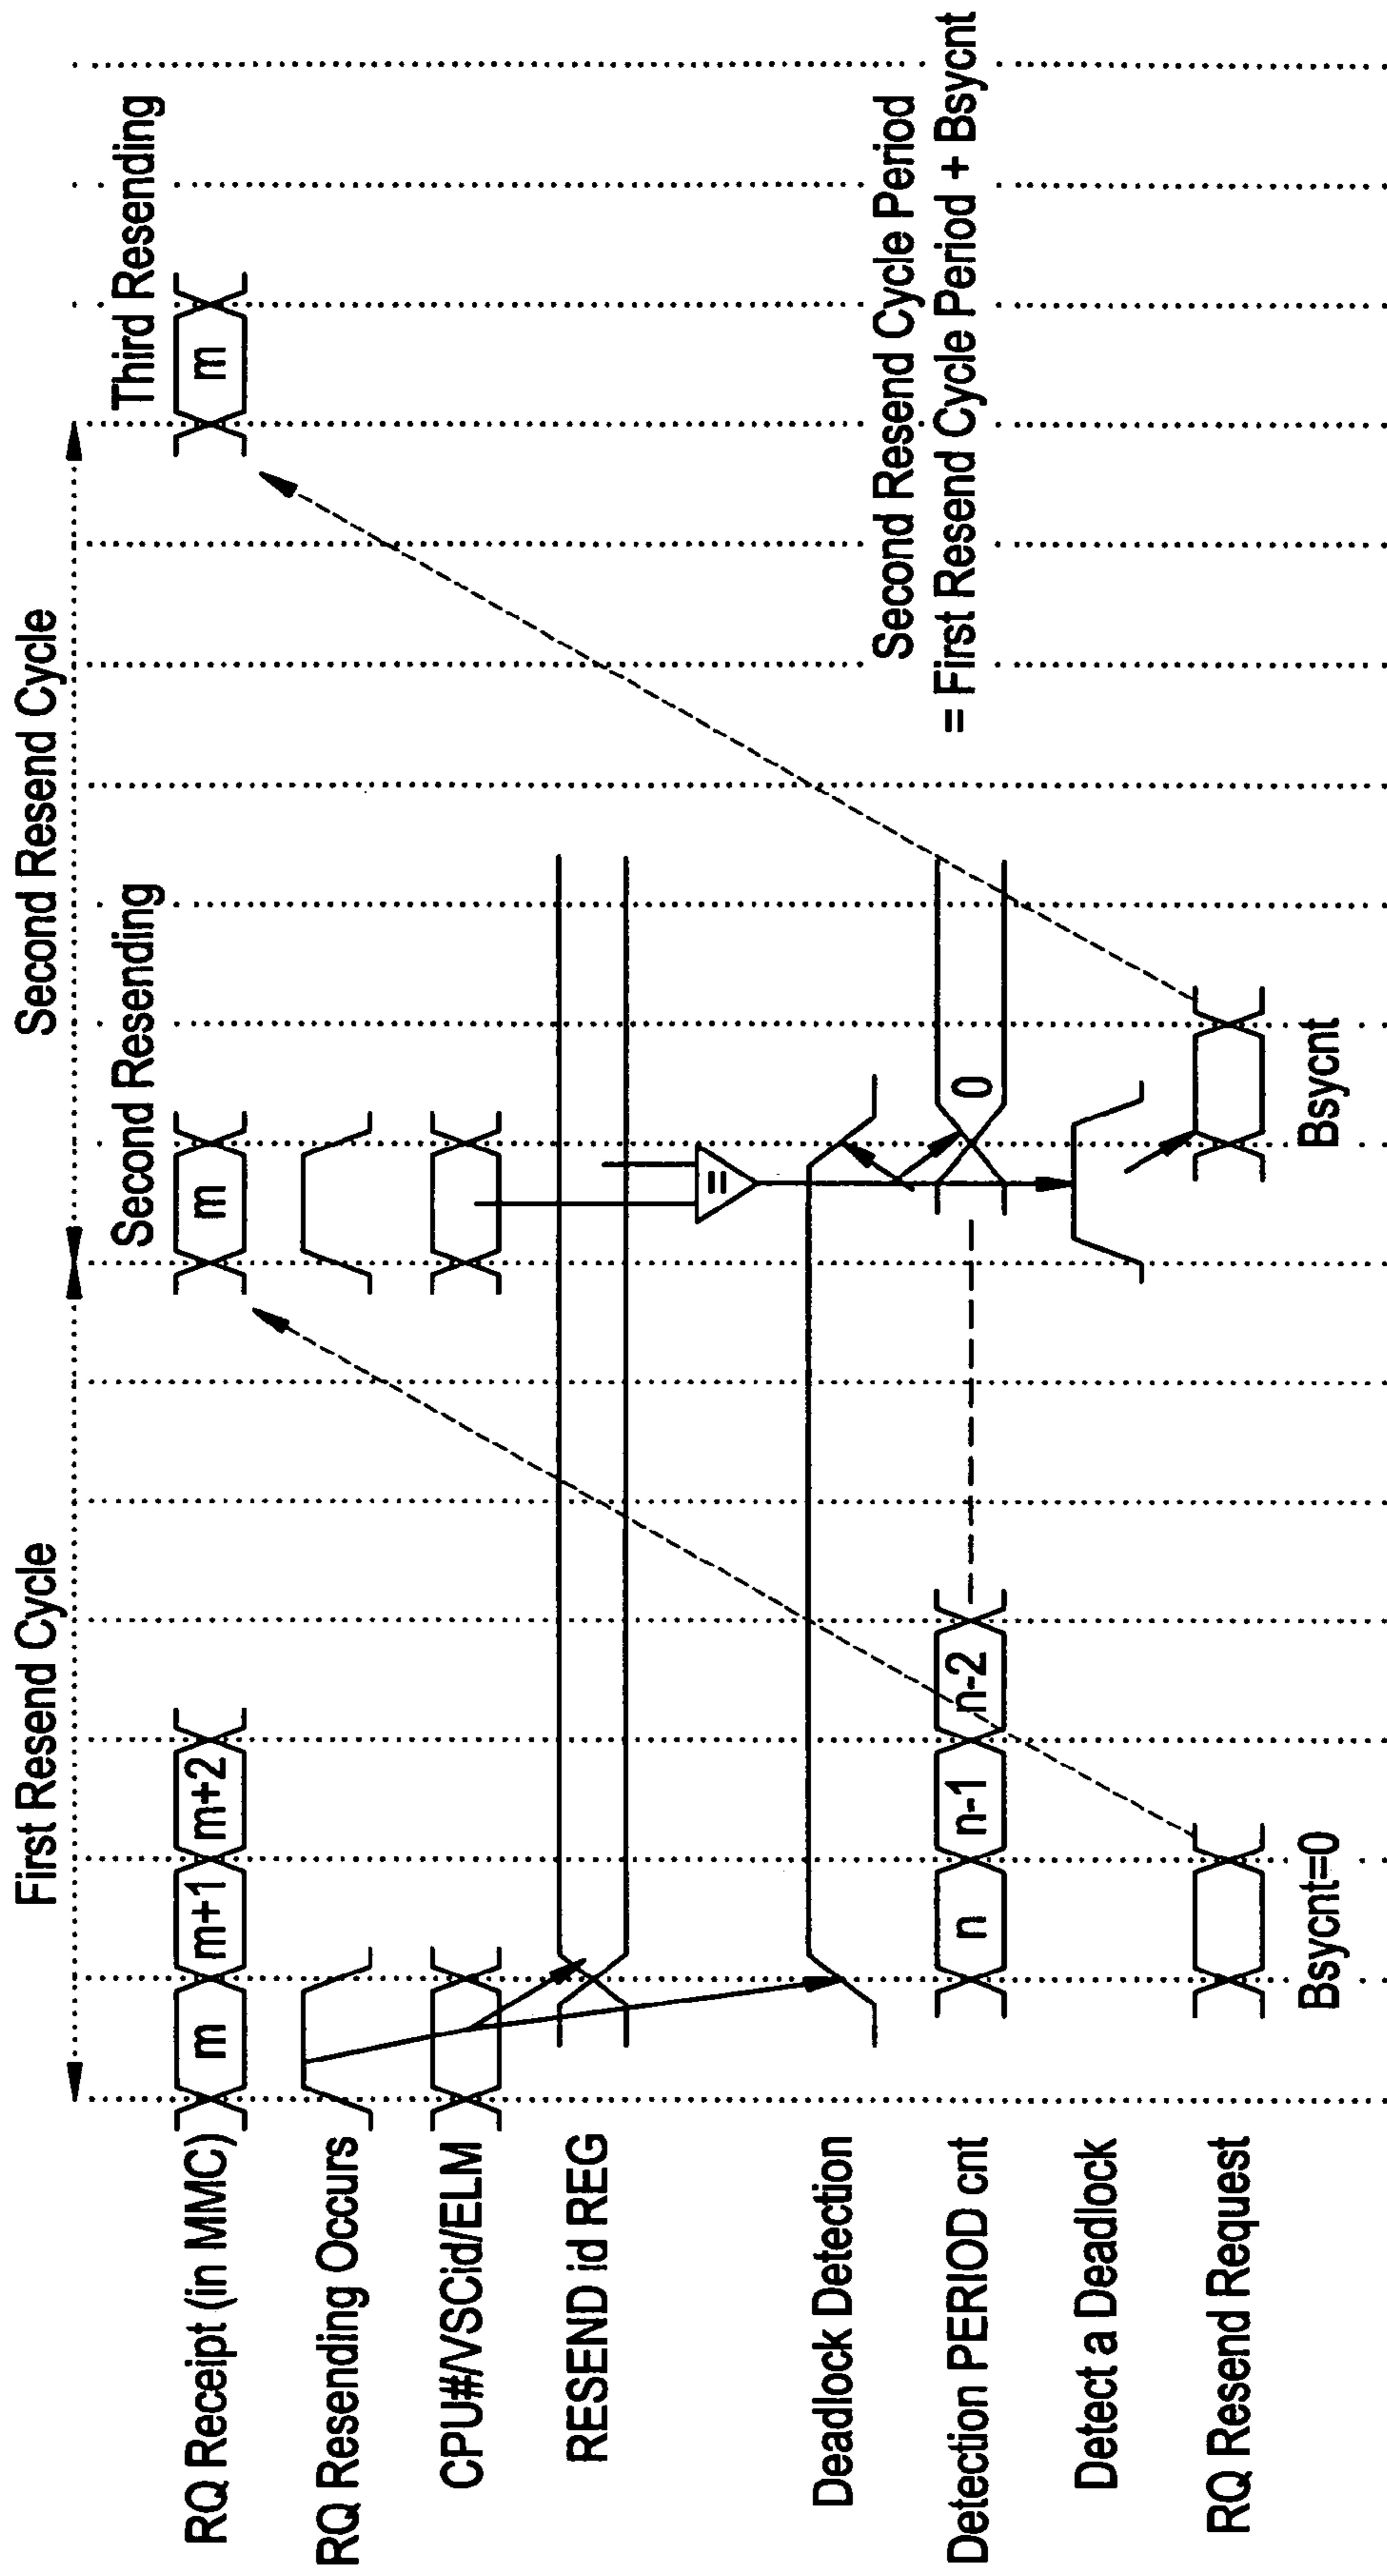 First Resend Cycle
Second Resend Cycle
Second Resending
Third Resending
RQ Receipt (in MMC)
m
m+1
m+2
m
m
RQ Resending Occurs
CPU#/VSCid/ELM
RESEND id REG
=
Deadlock Detection
Second Resend Cycle Period
= First Resend Cycle Period + Bsycnt
Detection PERIOD cnt
n
n-1
n-2
0
Detect a Deadlock
RQ Resend Request
Bsycnt=0
Bsycnt